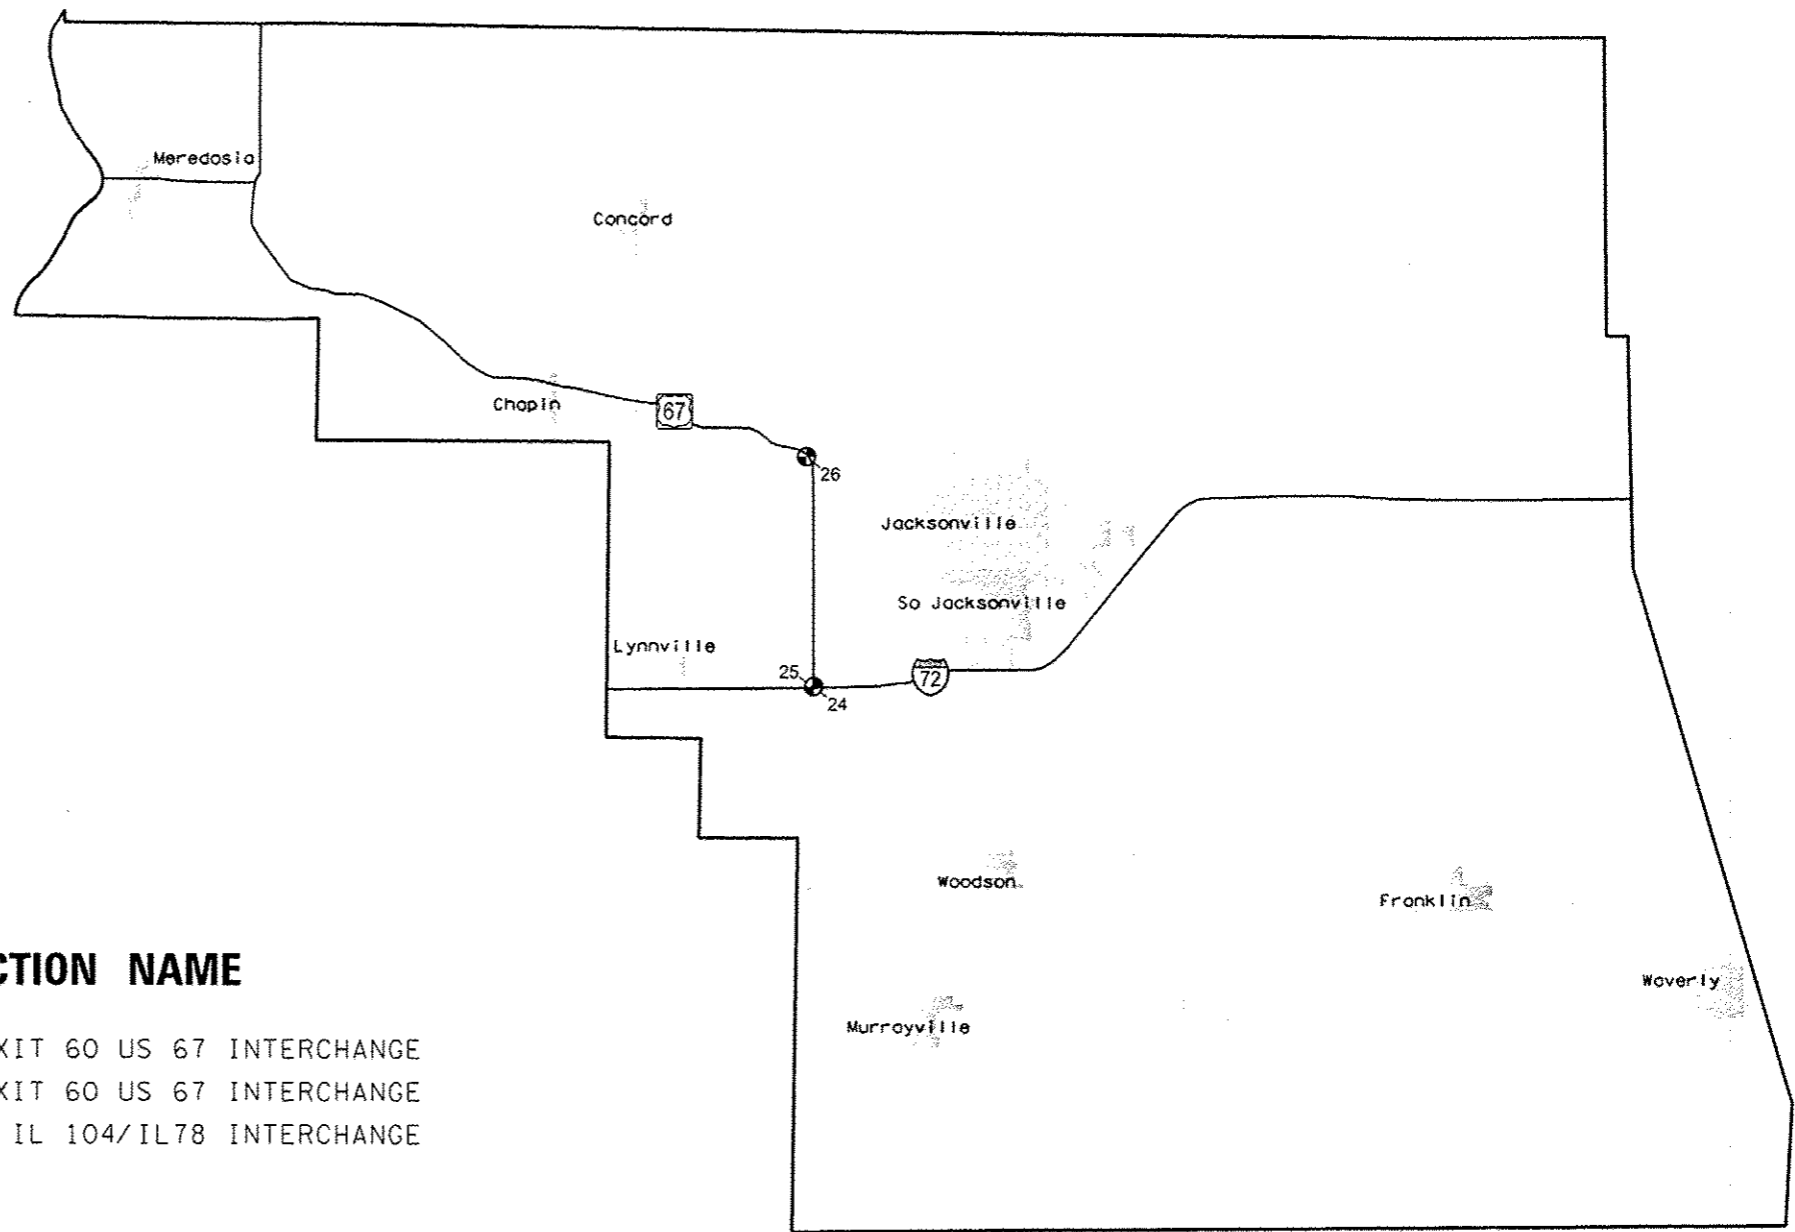 Meredosia
Concord
Chapin
67
26
Jacksonville
So Jacksonville
Lynnville
25
24
72
Woodson
Franklin
Waverly
Murrayville
CTION NAME
XIT 60 US 67 INTERCHANGE
XIT 60 US 67 INTERCHANGE
IL 104/IL78 INTERCHANGE